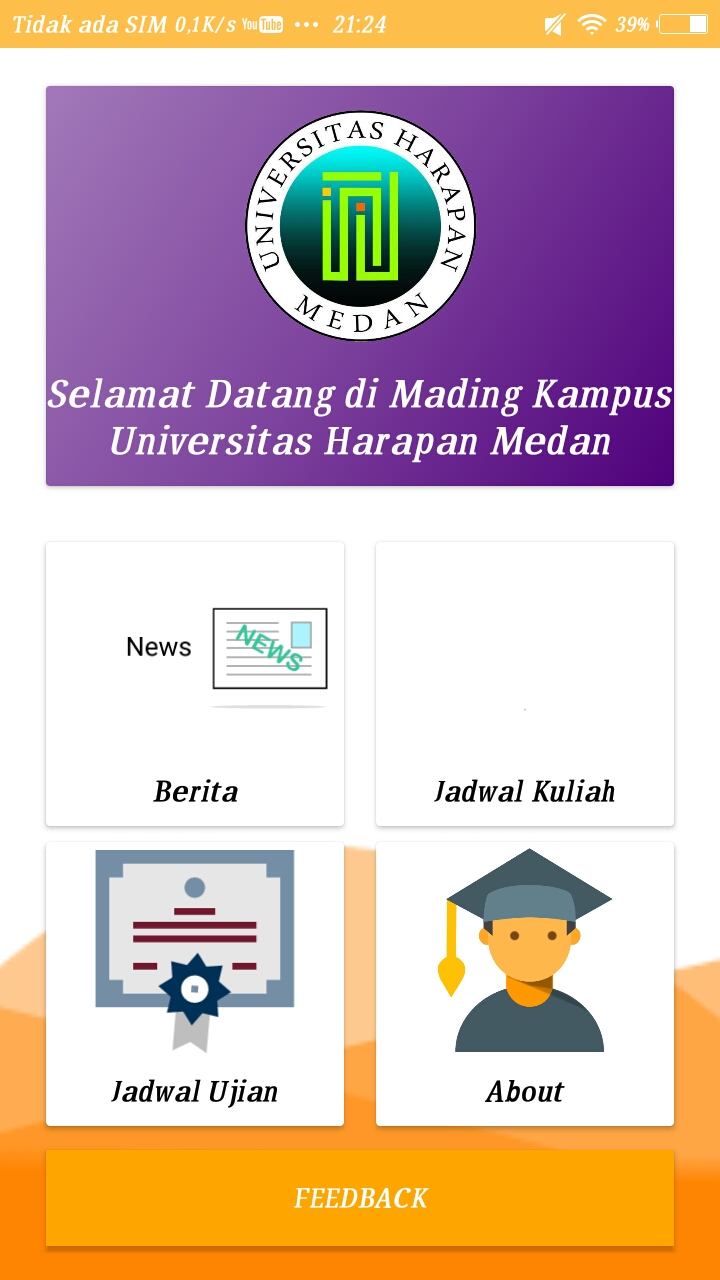 Tidak ada SIM 0,1K/s YouTube ••• 21:24 39%
UNIVERSITAS HARAPAN
MEDAN
Selamat Datang di Mading Kampus
Universitas Harapan Medan
News NEWS
Berita
Jadwal Kuliah
Jadwal Ujian
About
FEEDBACK